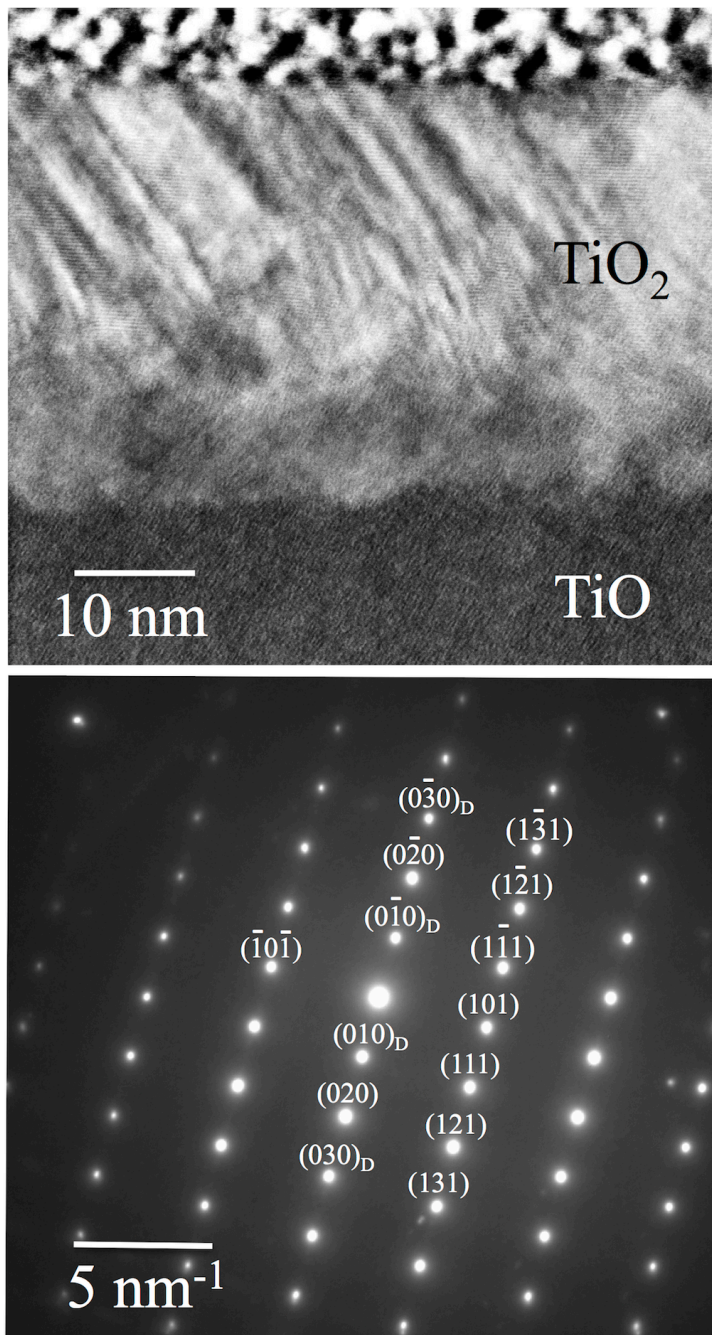 TiO₂
10 nm
TiO
(03̅0)D
(02̅0)
(01̅0)D
(1̅01̅)
(010)D
(020)
(030)D
(13̅1)
(12̅1)
(11̅1)
(101)
(111)
(121)
(131)
5 nm⁻¹